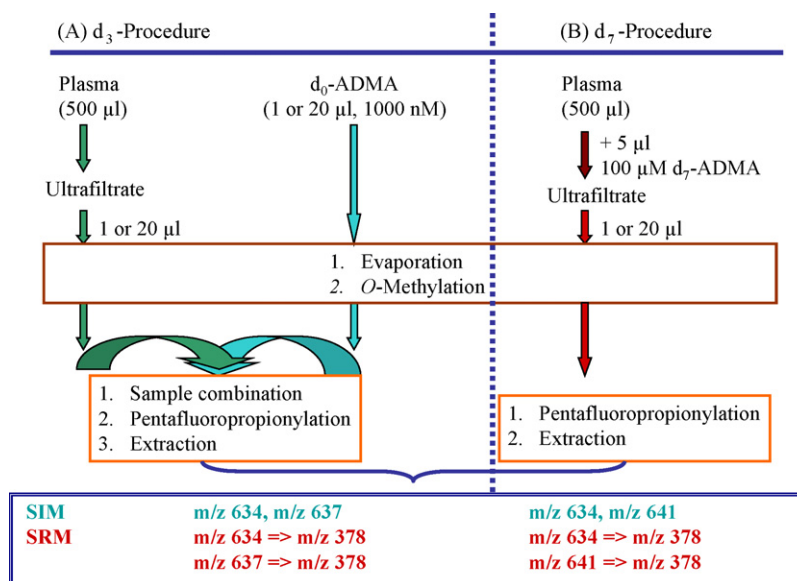 (A) d3-Procedure
Plasma
(500 µl)
Ultrafiltrate
1 or 20 µl
d0-ADMA
(1 or 20 µl, 1000 nM)
(B) d7-Procedure
Plasma
(500 µl)
+ 5 µl
100 µM d7-ADMA
Ultrafiltrate
1 or 20 µl
1. Evaporation
2. O-Methylation
1. Sample combination
2. Pentafluoropropionylation
3. Extraction
1. Pentafluoropropionylation
2. Extraction
SIM m/z 634, m/z 637 m/z 634, m/z 641
SRM m/z 634 => m/z 378 m/z 634 => m/z 378
m/z 637 => m/z 378 m/z 641 => m/z 378